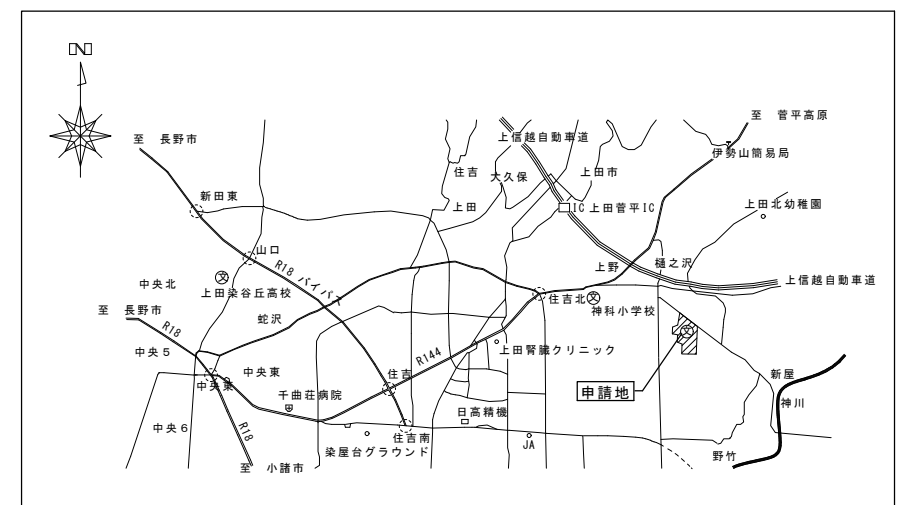 N
至 菅平高原
至 長野市
上信越自動車道
伊勢山簡易局
住吉
大久保
上田市
新田東
上田
IC 上田菅平IC
上田北幼稚園
山口
樋之沢
上野
R18 バイパス
中央北
文
上田染谷丘高校
上信越自動車道
住吉北
文
神科小学校
至 長野市
蛇沢
R18
文
中央5
上田腎臓クリニック
R144
中央東
住吉
新屋
中央東
千曲荘病院
申請地
神川
日高精機
中央6
R18
住吉南
染屋台グラウンド
JA
野竹
至 小諸市